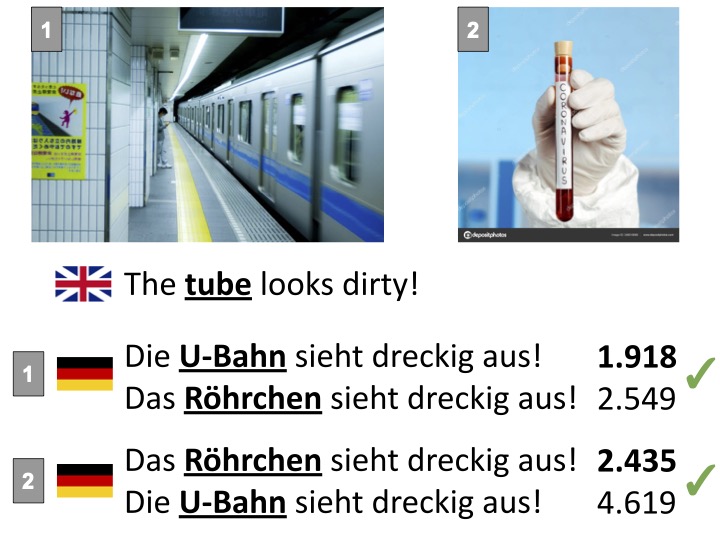 1
2
CORONAVIRUS
depositphotos
The tube looks dirty!
1
Die U-Bahn sieht dreckig aus! 1.918
Das Röhrchen sieht dreckig aus! 2.549
2
Das Röhrchen sieht dreckig aus! 2.435
Die U-Bahn sieht dreckig aus! 4.619